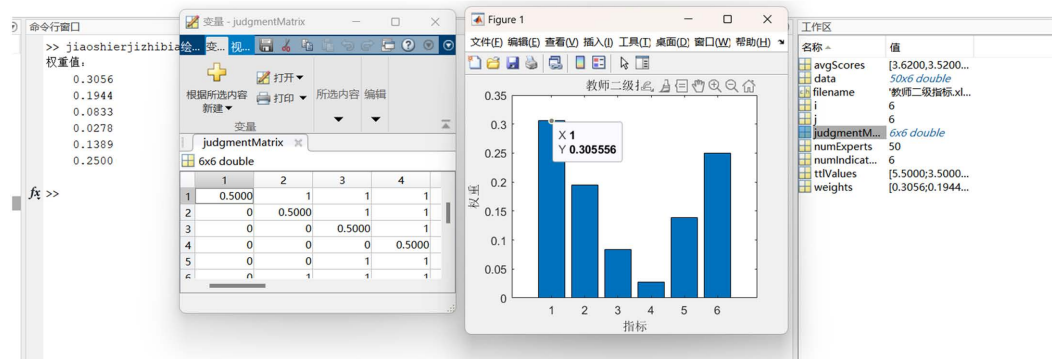 命令行窗口
>> jiaoshierjizhibia
权重值:
0.3056
0.1944
0.0833
0.0278
0.1389
0.2500
fx >>
变量 - judgmentMatrix
绘... 变... 视...
根据所选内容
新建
打开
打印
所选内容 编辑
变量
judgmentMatrix
6x6 double
1 2 3 4
1 0.5000 1 1 1
2 0 0.5000 1 1
3 0 0 0.5000 1
4 0 0 0 0.5000
5 0 0 1 1
6 0 1 1 1
Figure 1
文件(F) 编辑(E) 查看(V) 插入(I) 工具(T) 桌面(D) 窗口(W) 帮助(H)
教师二级
0.35
0.3
0.25
0.2
0.15
0.1
0.05
0
X 1
Y 0.305556
权重
1 2 3 4 5 6
指标
工作区
名称 值
avgScores [3.6200;3.5200...
data 50x6 double
filename '教师二级指标.xl...
i 6
j 6
judgmentM... 6x6 double
numExperts 50
numIndicat... 6
ttlValues [5.5000;3.5000...
weights [0.3056;0.1944...